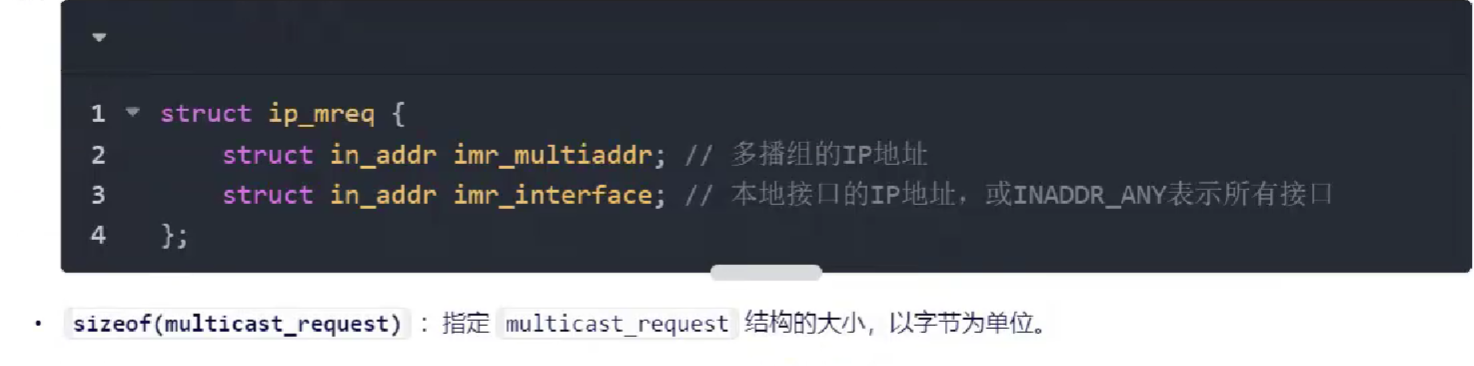 1 struct ip_mreq {
2 struct in_addr imr_multiaddr; // 多播组的IP地址
3 struct in_addr imr_interface; // 本地接口的IP地址，或INADDR_ANY表示所有接口
4 };
• sizeof(multicast_request) ：指定 multicast_request 结构的大小，以字节为单位。